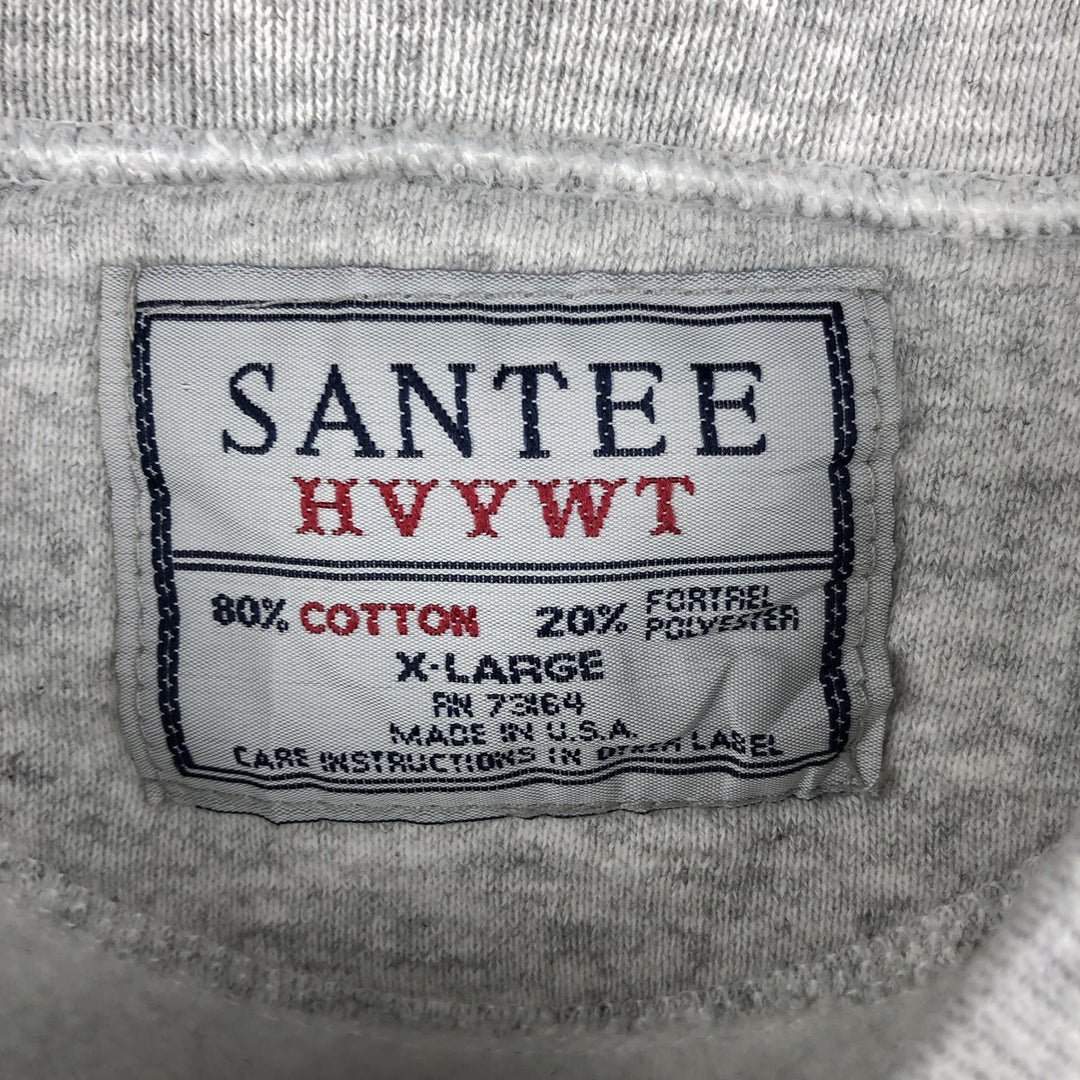 SANTEE
HVYWT
80% COTTON 20% FORTREL POLYESTER
X-LARGE
RN 73164
MADE IN U.S.A.
CARE INSTRUCTIONS IN OTHER LABEL